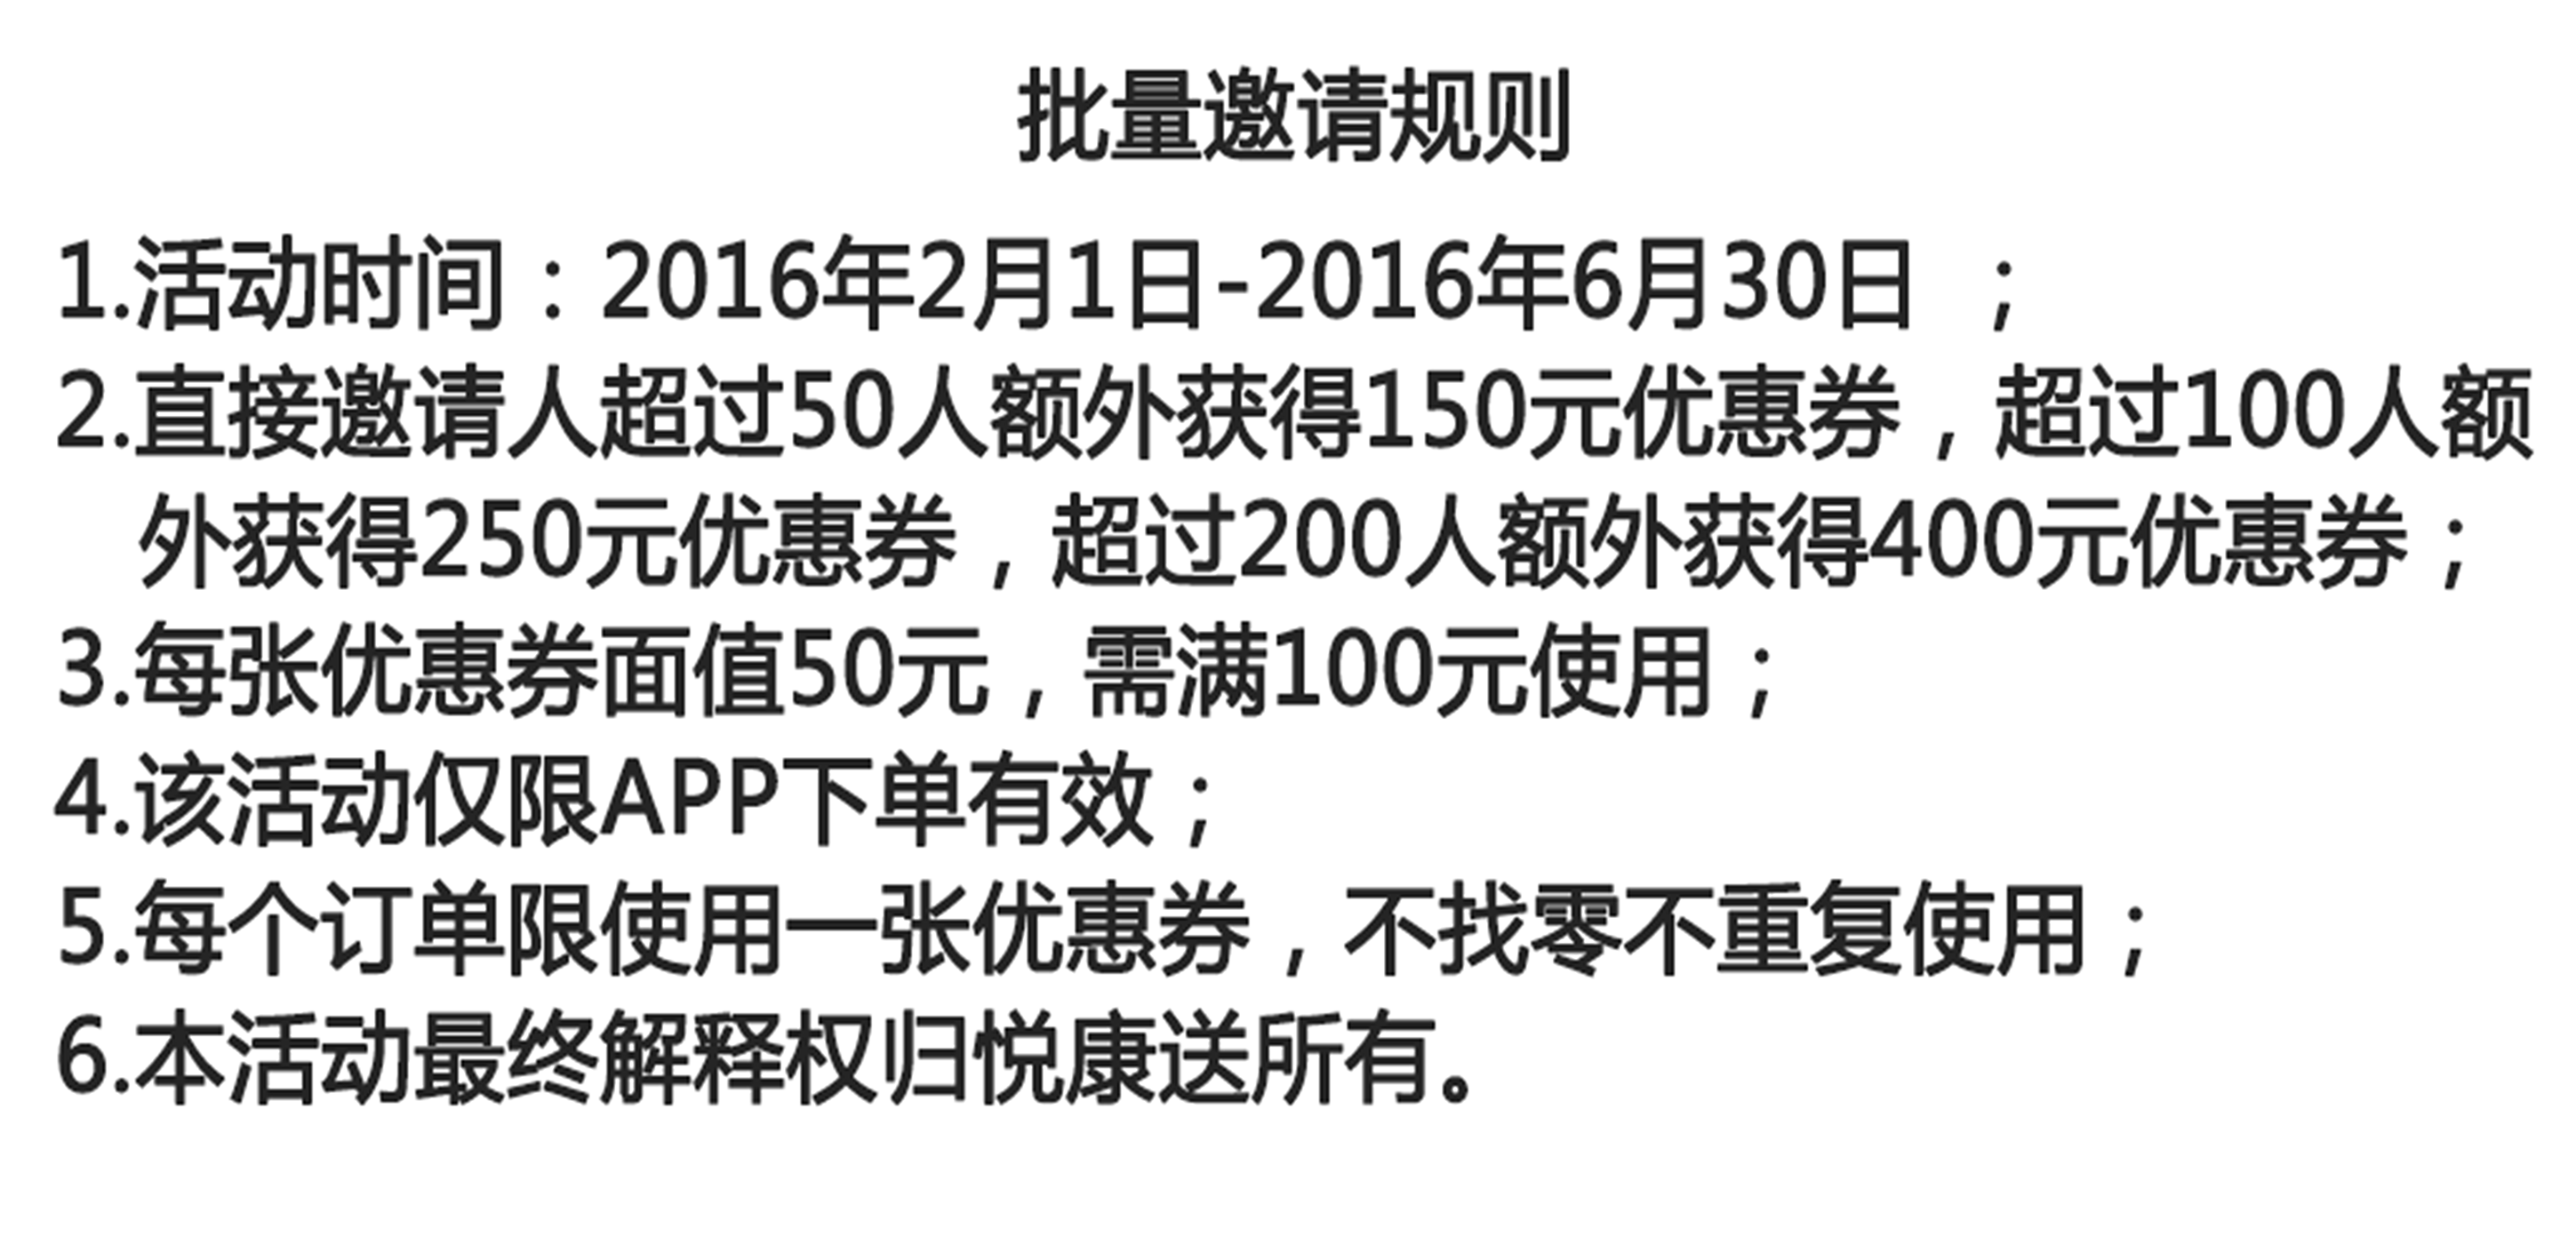 批量邀请规则
1.活动时间：2016年2月1日-2016年6月30日 ；
2.直接邀请人超过50人额外获得150元优惠券，超过100人额
外获得250元优惠券，超过200人额外获得400元优惠券；
3.每张优惠券面值50元，需满100元使用；
4.该活动仅限APP下单有效；
5.每个订单限使用一张优惠券，不找零不重复使用；
6.本活动最终解释权归悦康送所有。